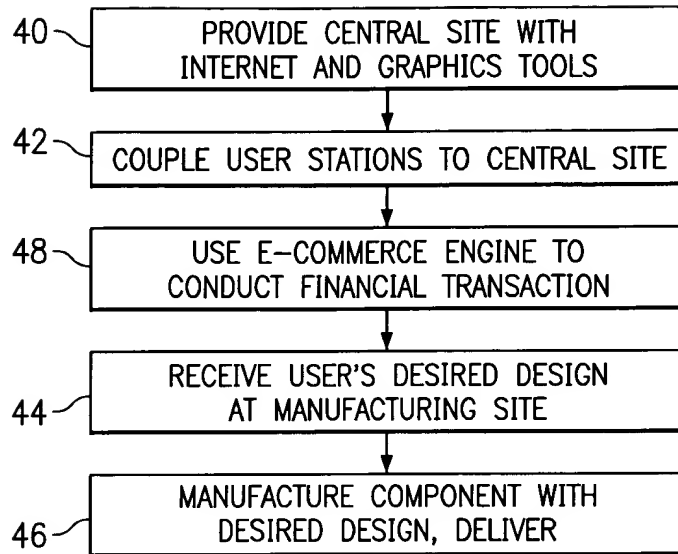 40
PROVIDE CENTRAL SITE WITH
INTERNET AND GRAPHICS TOOLS
42
COUPLE USER STATIONS TO CENTRAL SITE
48
USE E-COMMERCE ENGINE TO
CONDUCT FINANCIAL TRANSACTION
44
RECEIVE USER'S DESIRED DESIGN
AT MANUFACTURING SITE
46
MANUFACTURE COMPONENT WITH
DESIRED DESIGN, DELIVER